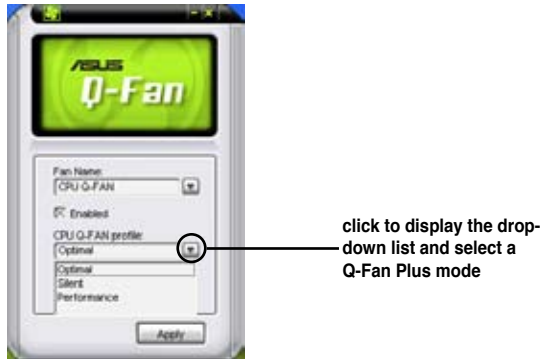 ASUS
Q-Fan
Fan Name:
CPU Q-FAN
Enabled
CPU Q-FAN profile:
Optimal
Optimal
Silent
Performance
Apply
click to display the drop-
down list and select a
Q-Fan Plus mode